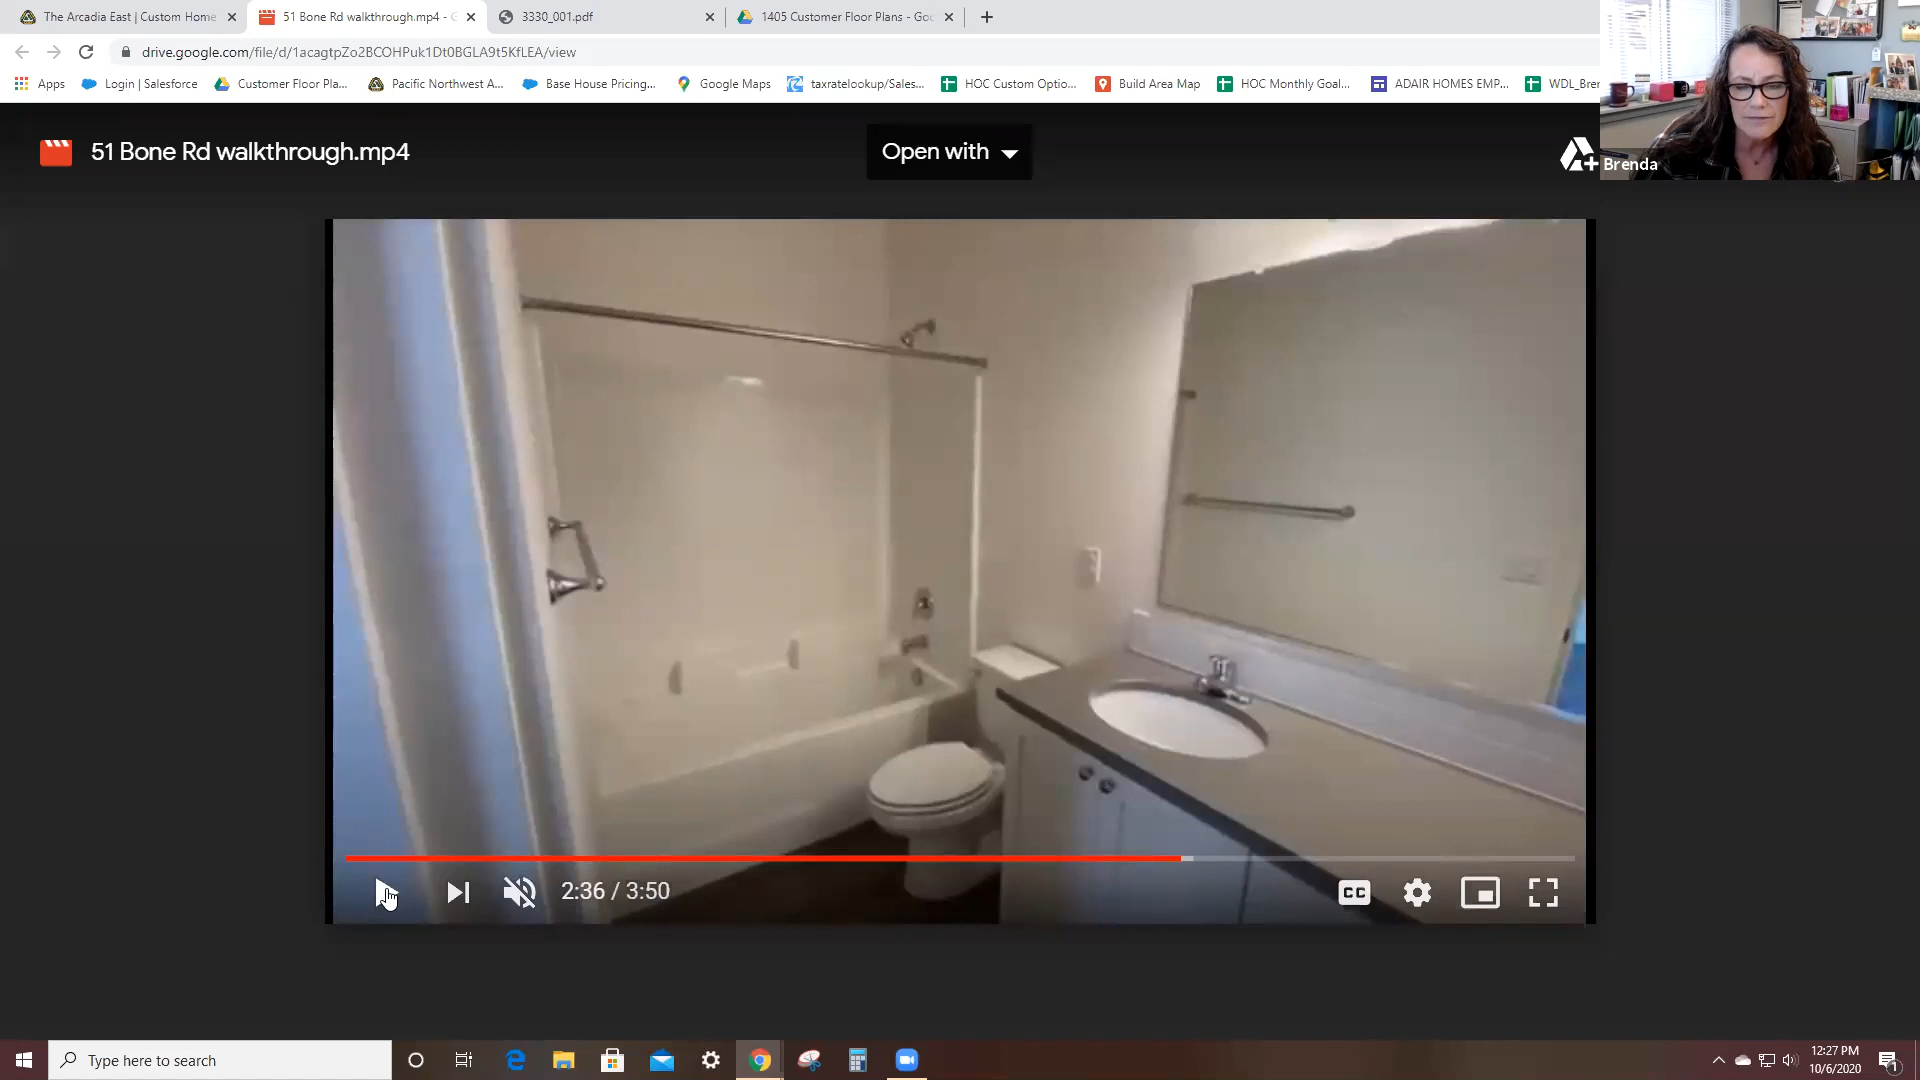 The Arcadia East | Custom Home
51 Bone Rd walkthrough.mp4 - G
3330_001.pdf
1405 Customer Floor Plans - Goo
drive.google.com/file/d/1acagtpZo2BCOHPuk1Dt0BGLA9t5KfLEA/view
Apps
Login | Salesforce
Customer Floor Pla...
Pacific Northwest A...
Base House Pricing...
Google Maps
taxratelookup/Sales...
HOC Custom Optio...
Build Area Map
HOC Monthly Goal...
ADAIR HOMES EMP...
WDL_Bren
51 Bone Rd walkthrough.mp4
Open with
Brenda
2:36 / 3:50
CC
Type here to search
12:27 PM
10/6/2020
1